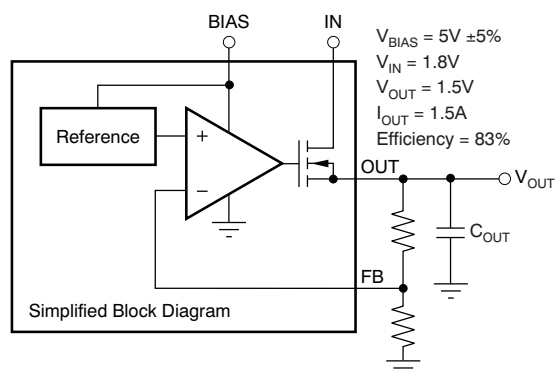 BIAS
IN
V_BIAS = 5V ±5%
V_IN = 1.8V
V_OUT = 1.5V
I_OUT = 1.5A
Efficiency = 83%
Reference
+
−
OUT
V_OUT
C_OUT
FB
Simplified Block Diagram